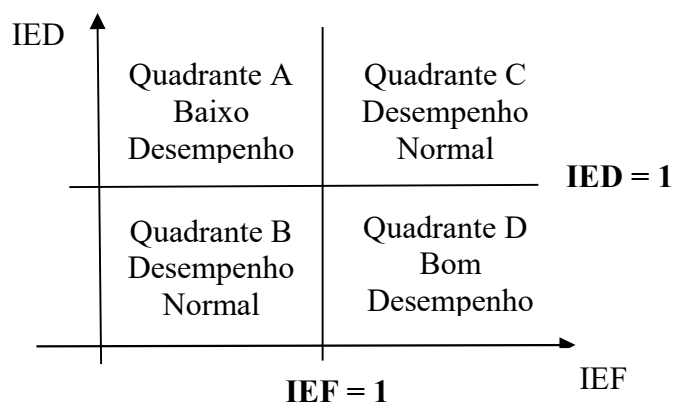 IED
Quadrante A
Baixo
Desempenho
Quadrante C
Desempenho
Normal
IED = 1
Quadrante B
Desempenho
Normal
Quadrante D
Bom
Desempenho
IEF = 1
IEF